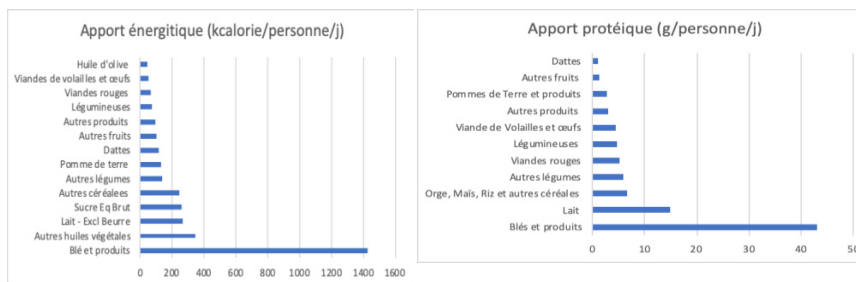 Apport énergitique (kcalorie/personne/j)
Huile d'olive
Viandes de volailles et œufs
Viandes rouges
Légumineuses
Autres produits
Autres fruits
Dattes
Pomme de terre
Autres légumes
Autres céréalees
Sucre Eq Brut
Lait - Excl Beurre
Autres huiles végétales
Blé et produits
0 200 400 600 800 1000 1200 1400 1600
Apport protéique (g/personne/j)
Dattes
Autres fruits
Pommes de Terre et produits
Autres produits
Viande de Volailles et œufs
Légumineuses
Viandes rouges
Autres légumes
Orge, Maïs, Riz et autres céréales
Lait
Blés et produits
0 10 20 30 40 50